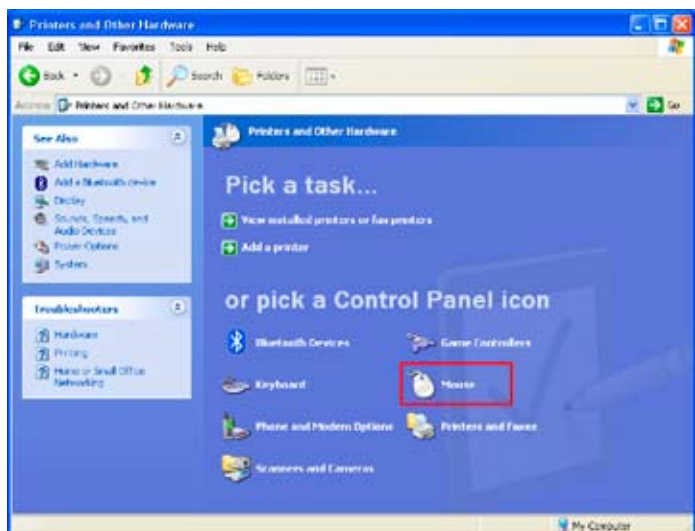 Printers and Other Hardware
File Edit View Favorites Tools Help
Back Search Folders
Address Printers and Other Hardware Go
See Also
Add Hardware
Add a Bluetooth device
Display
Sounds, Speech, and
Audio Devices
Power Options
System
Troubleshooters
Hardware
Printing
Home or Small Office
Networking
Printers and Other Hardware
Pick a task...
View installed printers or fax printers
Add a printer
or pick a Control Panel icon
Bluetooth Devices
Game Controllers
Keyboard
Mouse
Phone and Modem Options
Printers and Faxes
Scanners and Cameras
My Computer